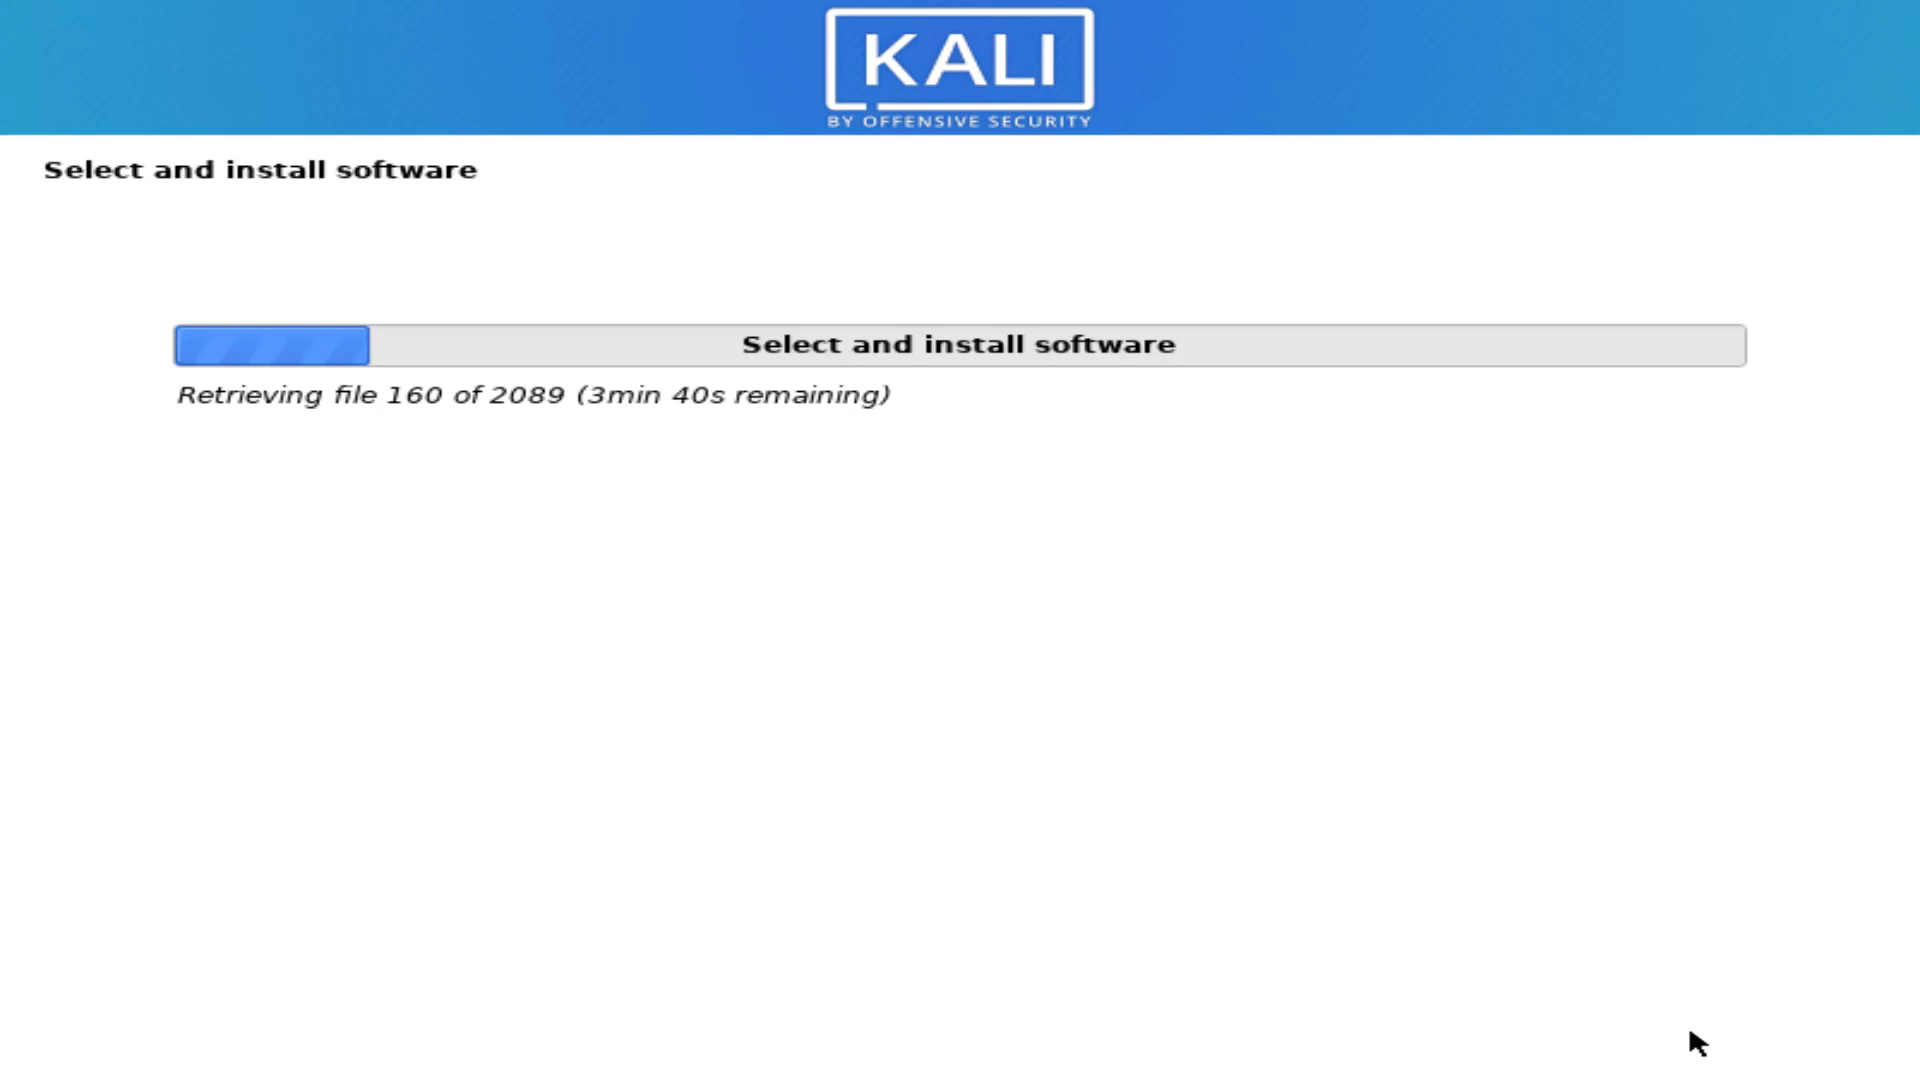 KALI
BY OFFENSIVE SECURITY
Select and install software
Select and install software
Retrieving file 160 of 2089 (3min 40s remaining)